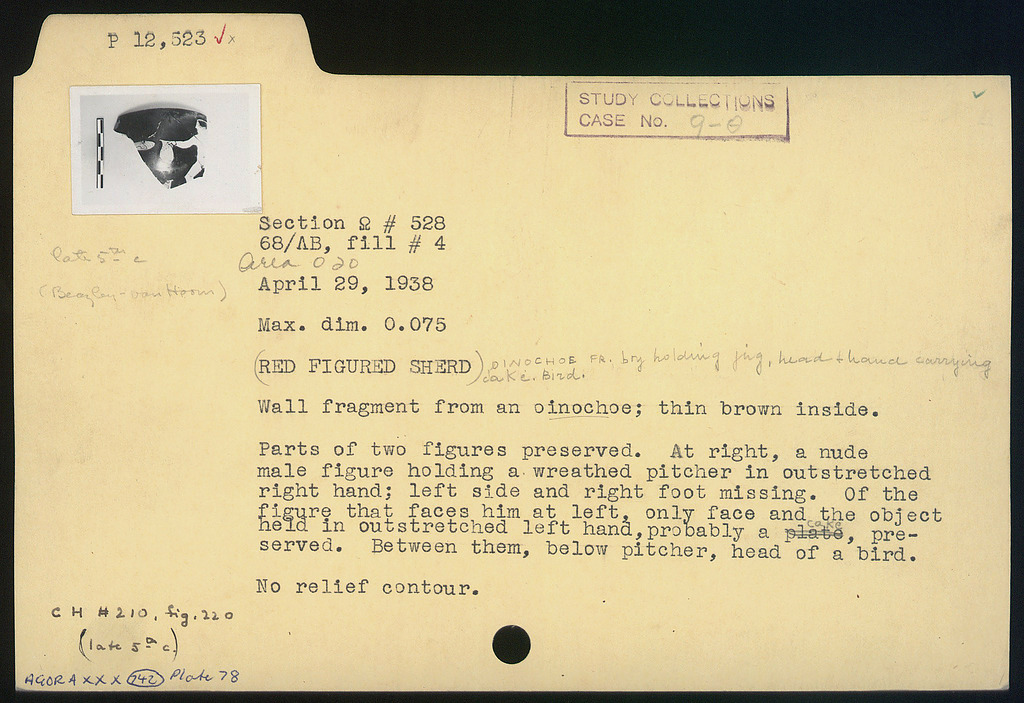 P 12,523 ✓x
STUDY COLLECTIONS
CASE No. 9-θ
Section Ω # 528
68/AB, fill # 4
Area O 20
April 29, 1938
late 5th c
(Beazley-van Hoorn)
Max. dim. 0.075
(RED FIGURED SHERD) OINOCHOE FR. boy holding jug, head + hand carrying
cake. Bird.
Wall fragment from an oinochoe; thin brown inside.
Parts of two figures preserved. At right, a nude
male figure holding a wreathed pitcher in outstretched
right hand; left side and right foot missing. Of the
figure that faces him at left, only face and the object
cake
held in outstretched left hand, probably a plate, pre-
served. Between them, below pitcher, head of a bird.
No relief contour.
C H # 210, fig. 220
(late 5th c.)
AGORA XXX 742 Plate 78